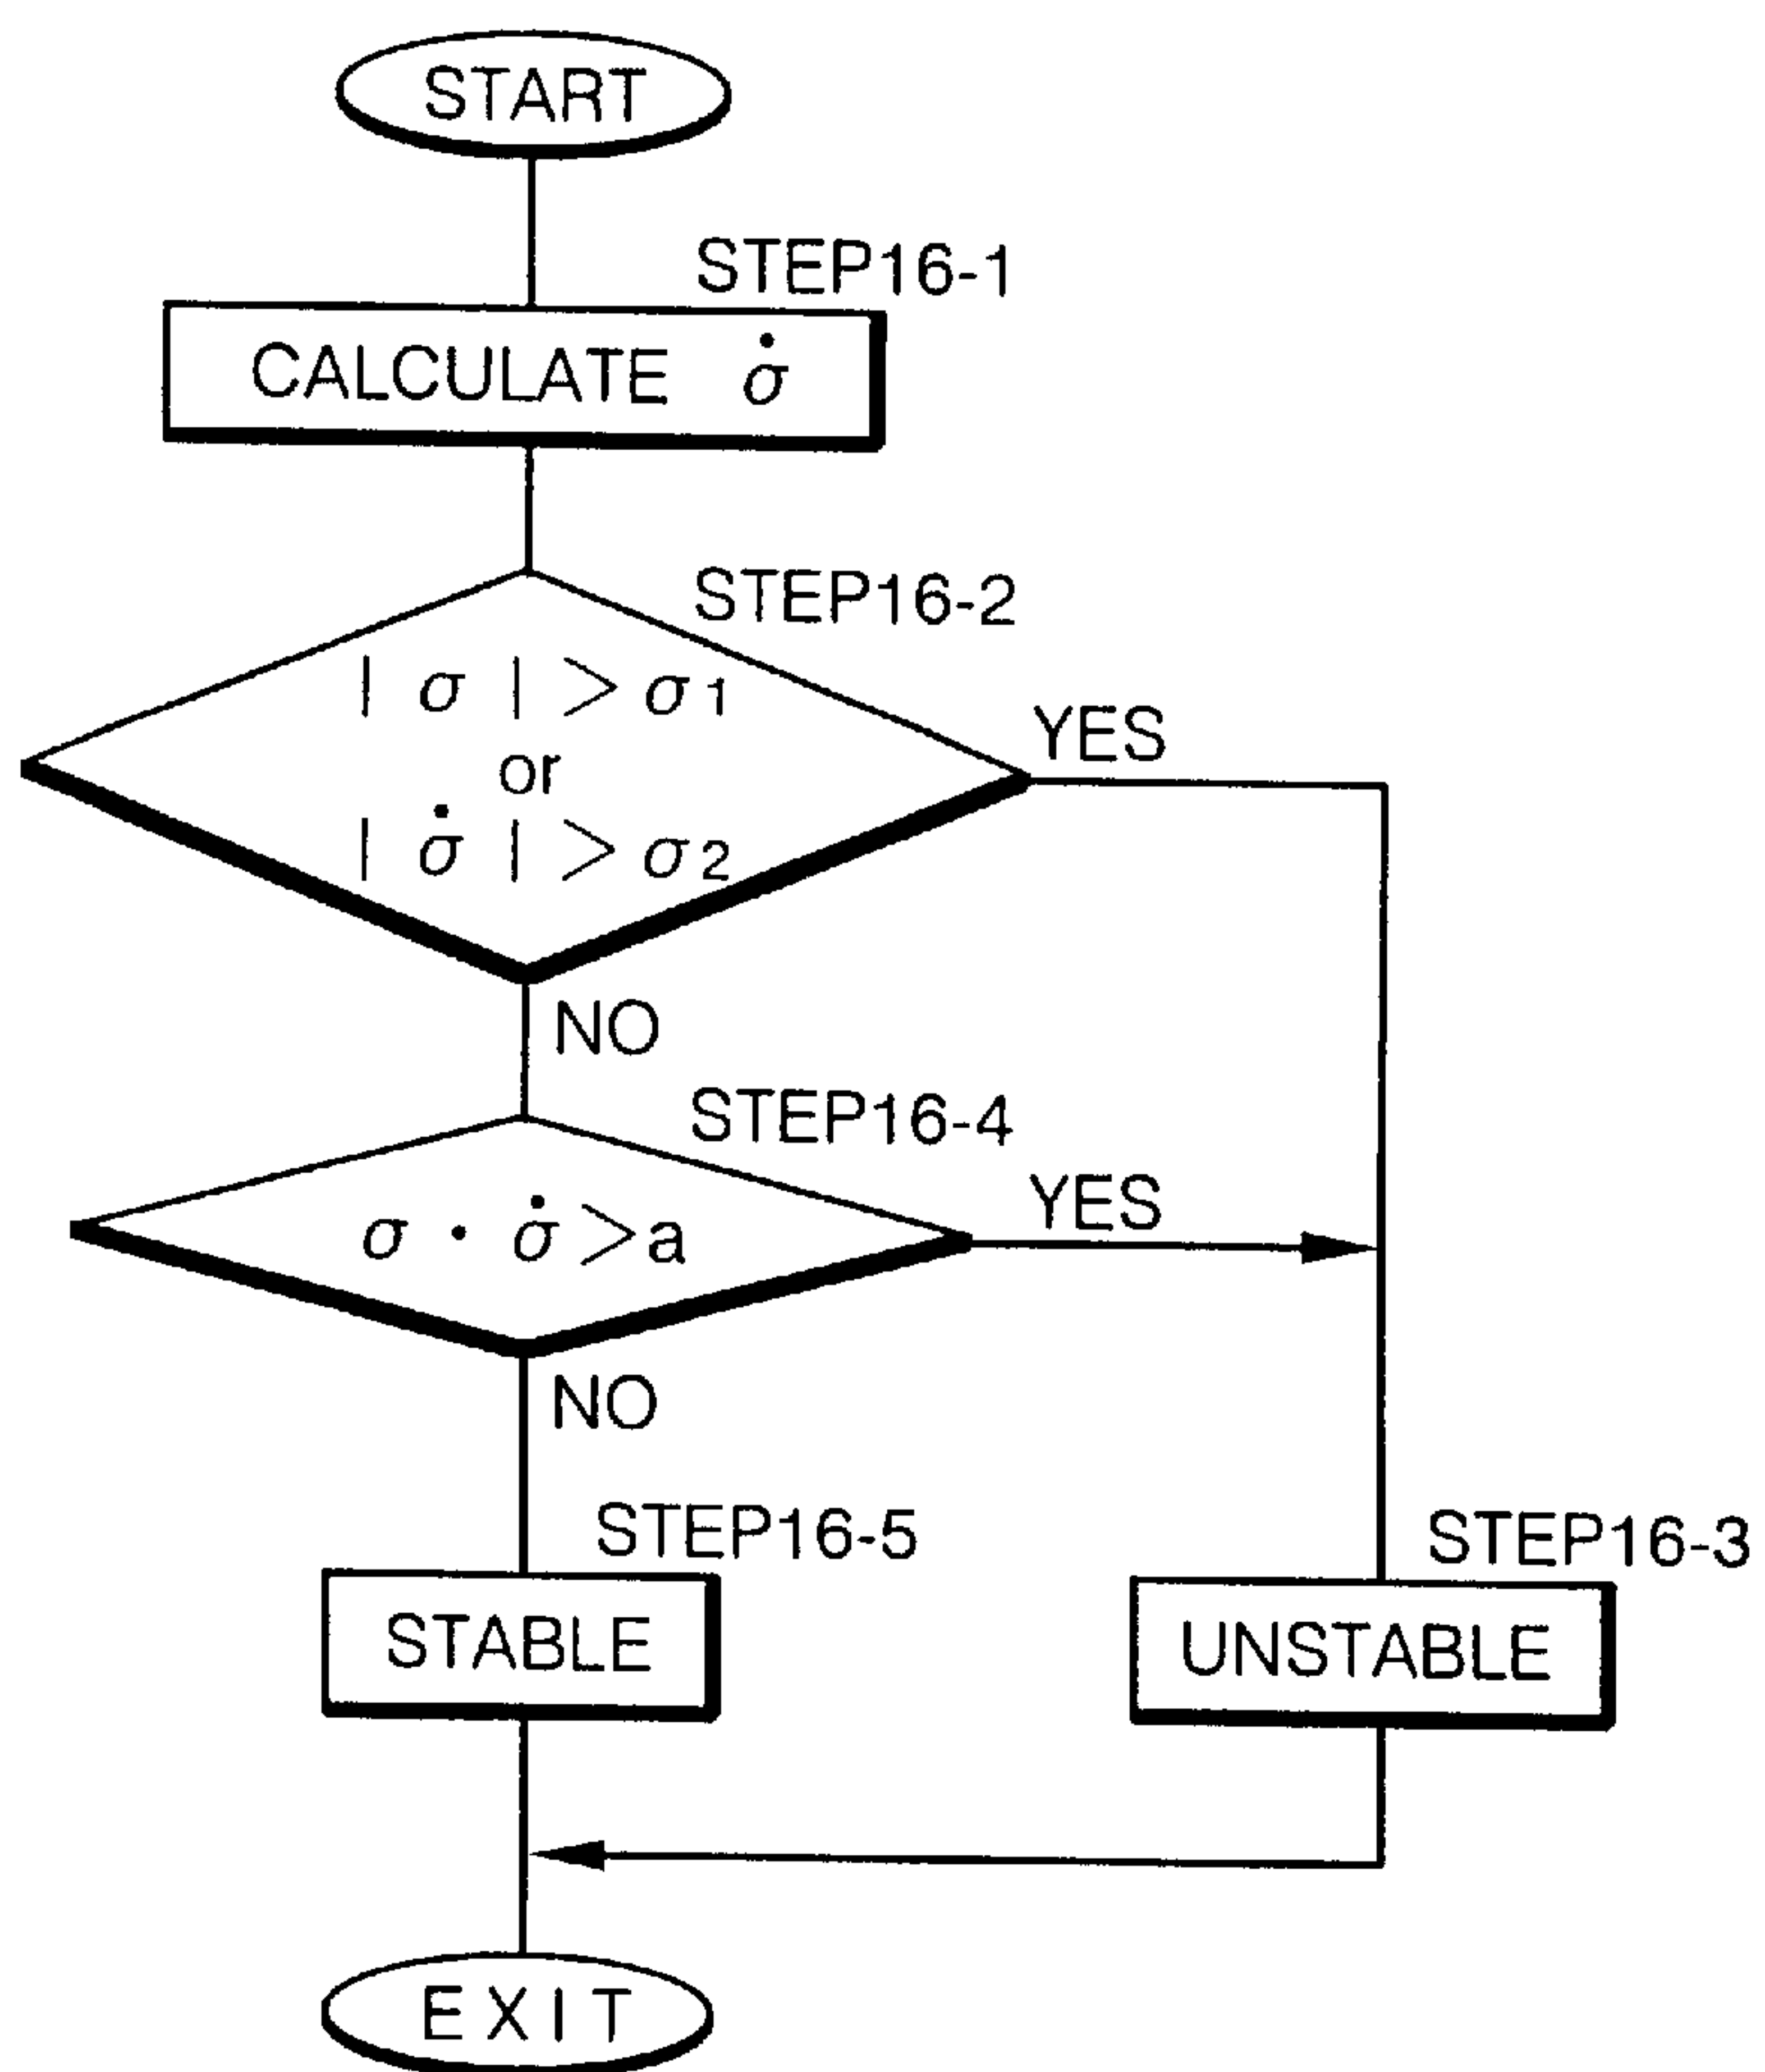 START
STEP16-1
CALCULATE σ̇
STEP16-2
| σ | > σ1
or
| σ̇ | > σ2
YES
NO
STEP16-4
σ · σ̇ > a
YES
NO
STEP16-5
STABLE
STEP16-3
UNSTABLE
EXIT